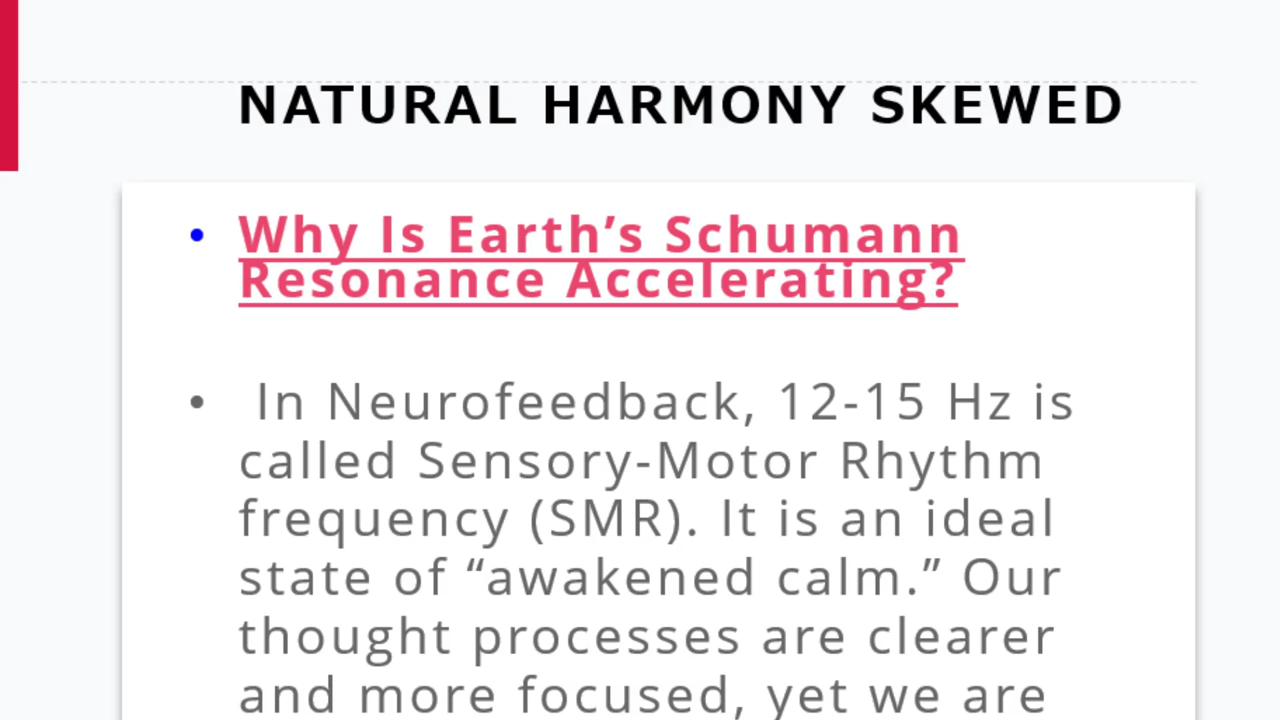 NATURAL HARMONY SKEWED
• Why Is Earth’s Schumann
Resonance Accelerating?
• In Neurofeedback, 12-15 Hz is
called Sensory-Motor Rhythm
frequency (SMR). It is an ideal
state of “awakened calm.” Our
thought processes are clearer
and more focused, yet we are